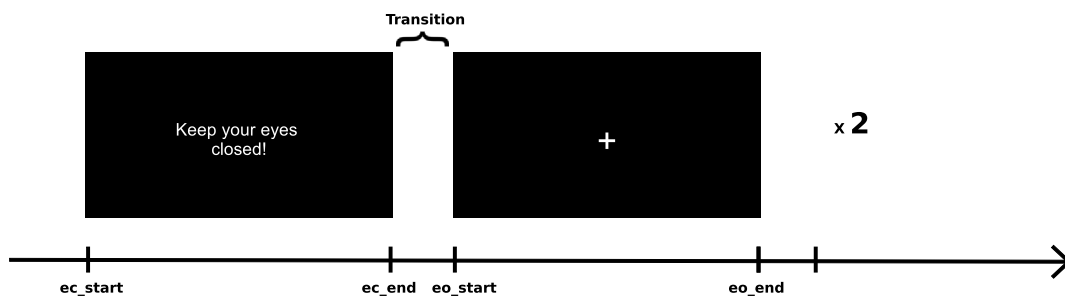 Transition
Keep your eyes
closed!
+
x 2
ec_start
ec_end
eo_start
eo_end